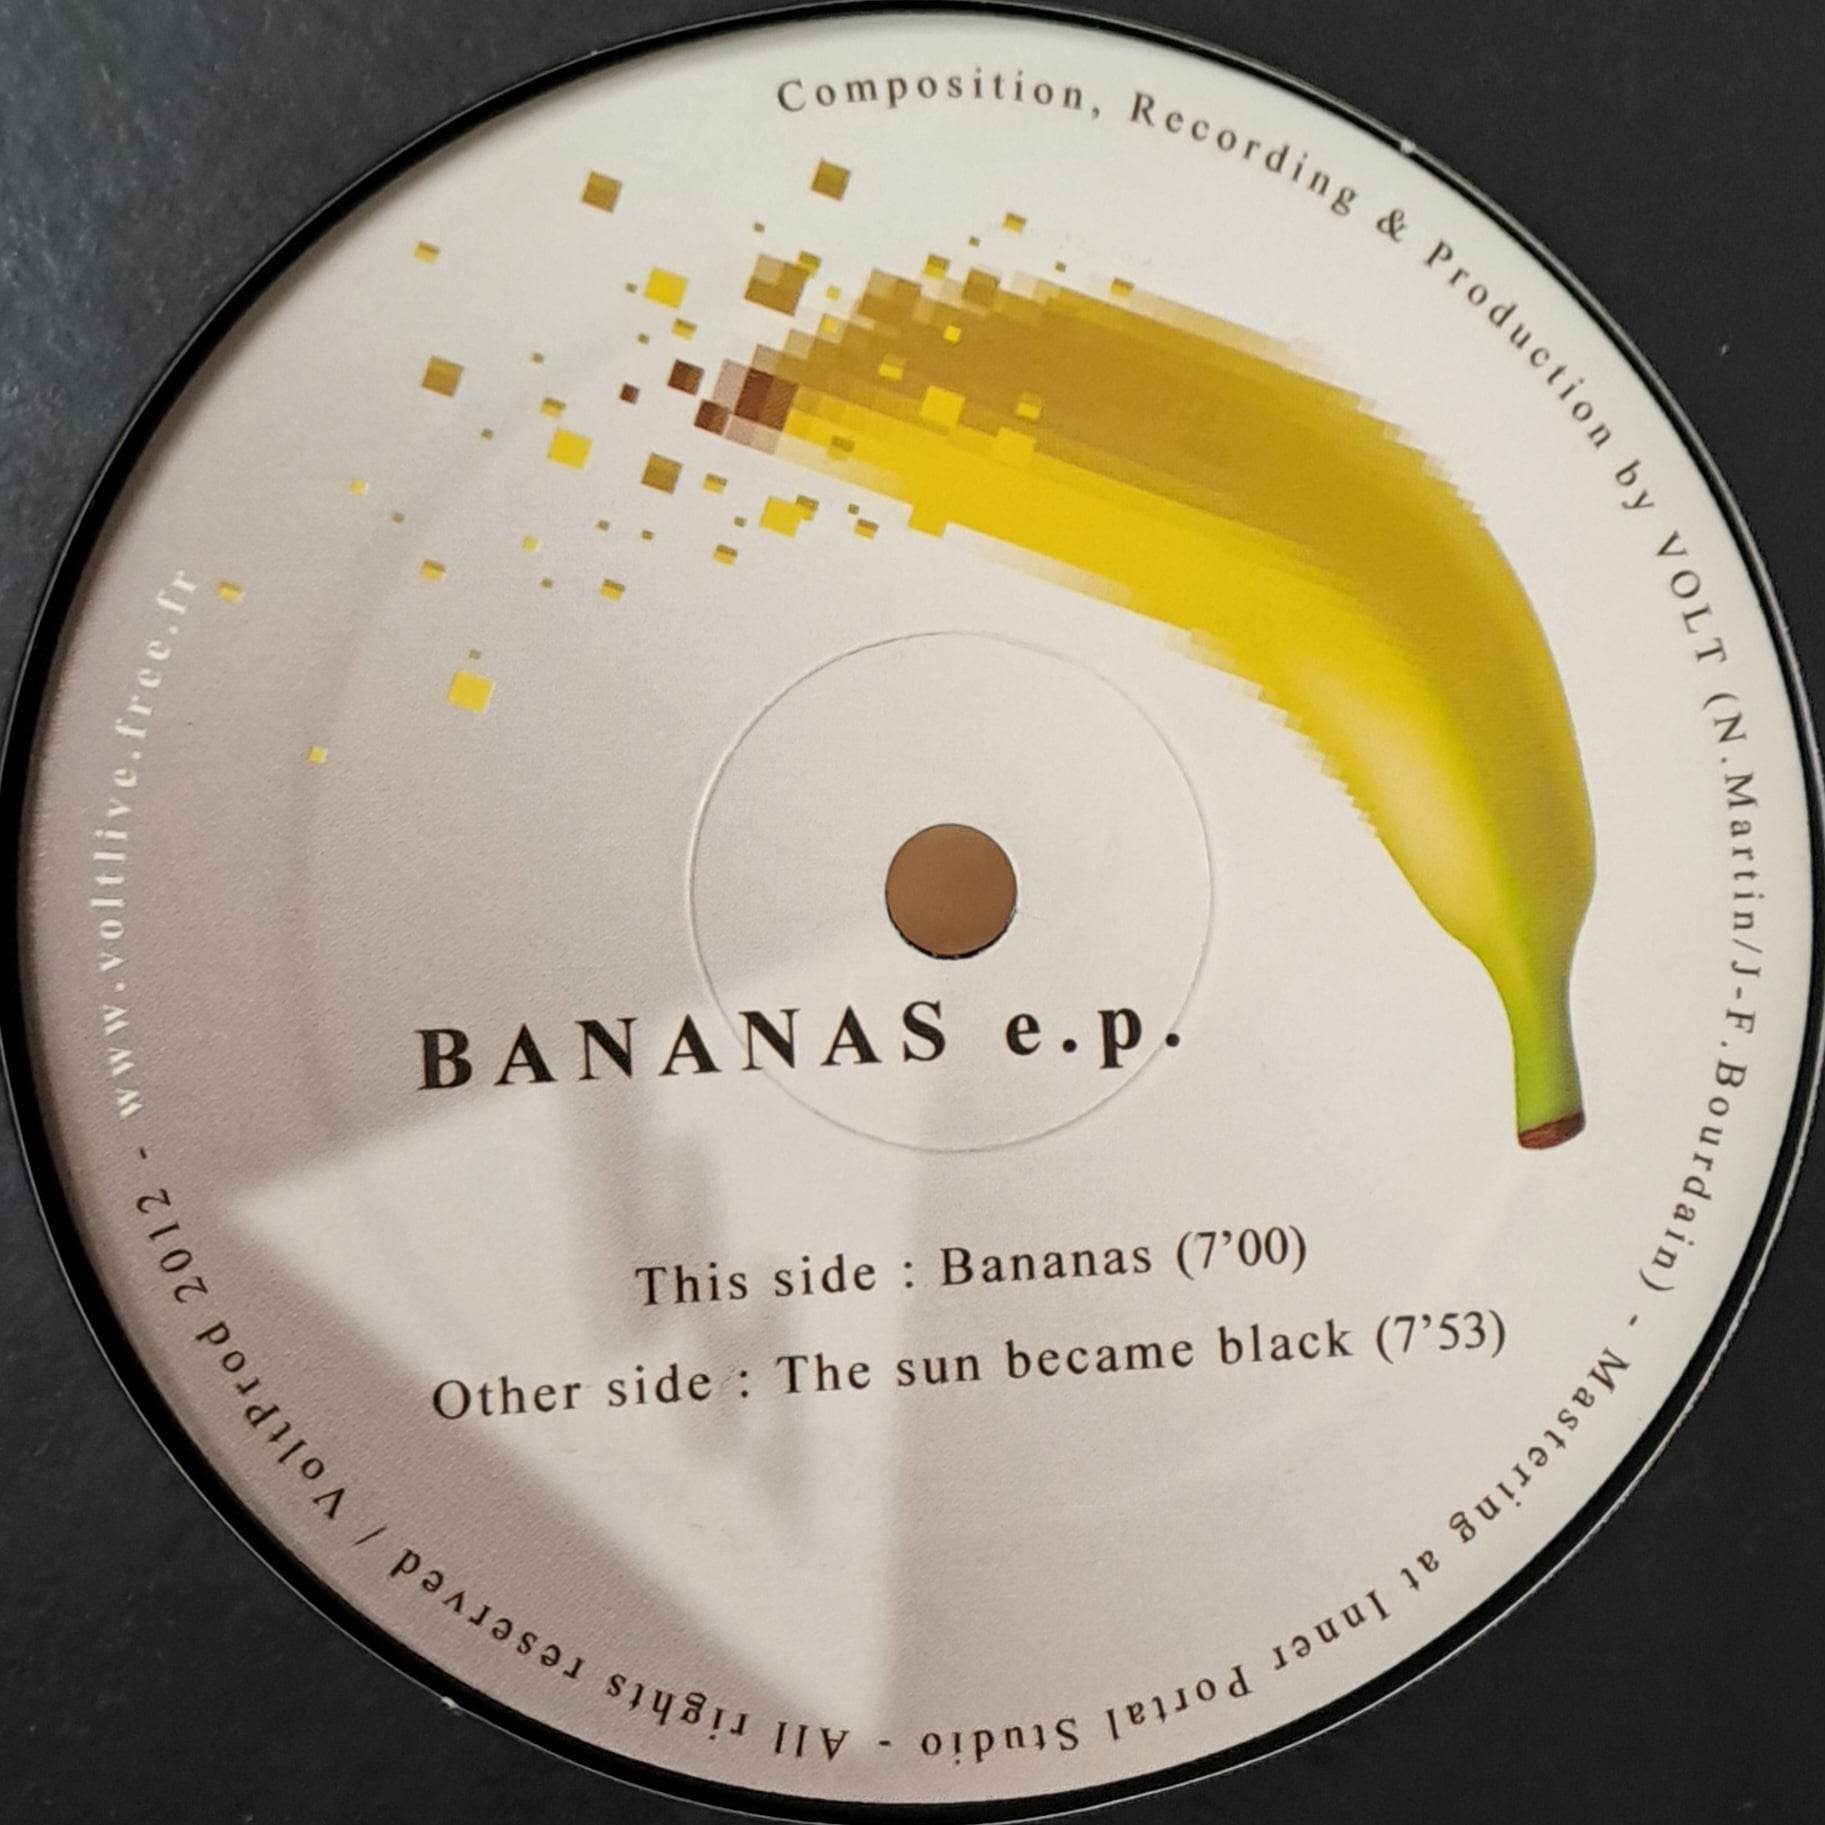 Composition, Recording & Production by VOLT (N.Martin/J-F.Bourdain) - Mastering at Inner Portal Studio - All rights reserved / VoltProd 2012 - www.voltlive.free.fr
BANANAS e.p.
This side : Bananas (7’00)
Other side : The sun became black (7’53)